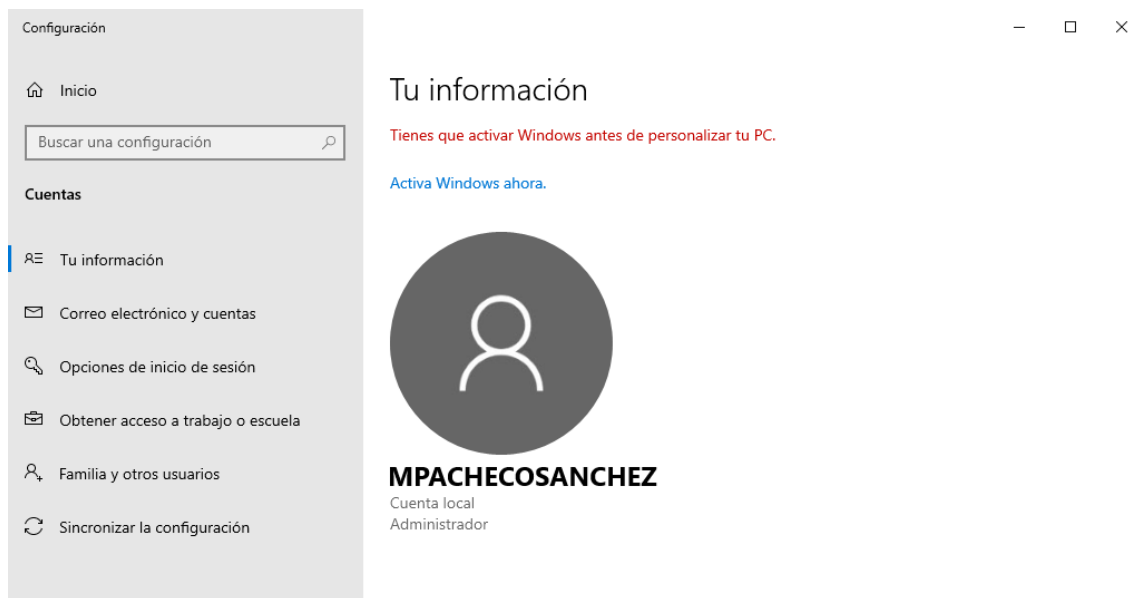 Configuración
Inicio
Buscar una configuración
Cuentas
Tu información
Correo electrónico y cuentas
Opciones de inicio de sesión
Obtener acceso a trabajo o escuela
Familia y otros usuarios
Sincronizar la configuración
Tu información
Tienes que activar Windows antes de personalizar tu PC.
Activa Windows ahora.
MPACHECOSANCHEZ
Cuenta local
Administrador